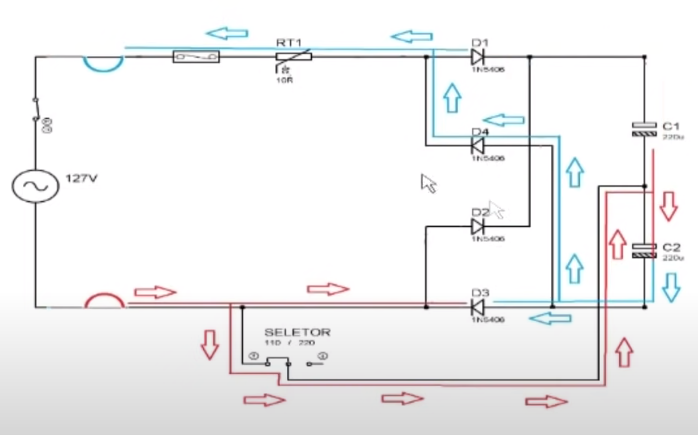 RT1
10R
D1
1N5406
C1
220u
D4
1N5406
127V
D2
1N5406
C2
220u
D3
1N5406
SELETOR
110 / 220